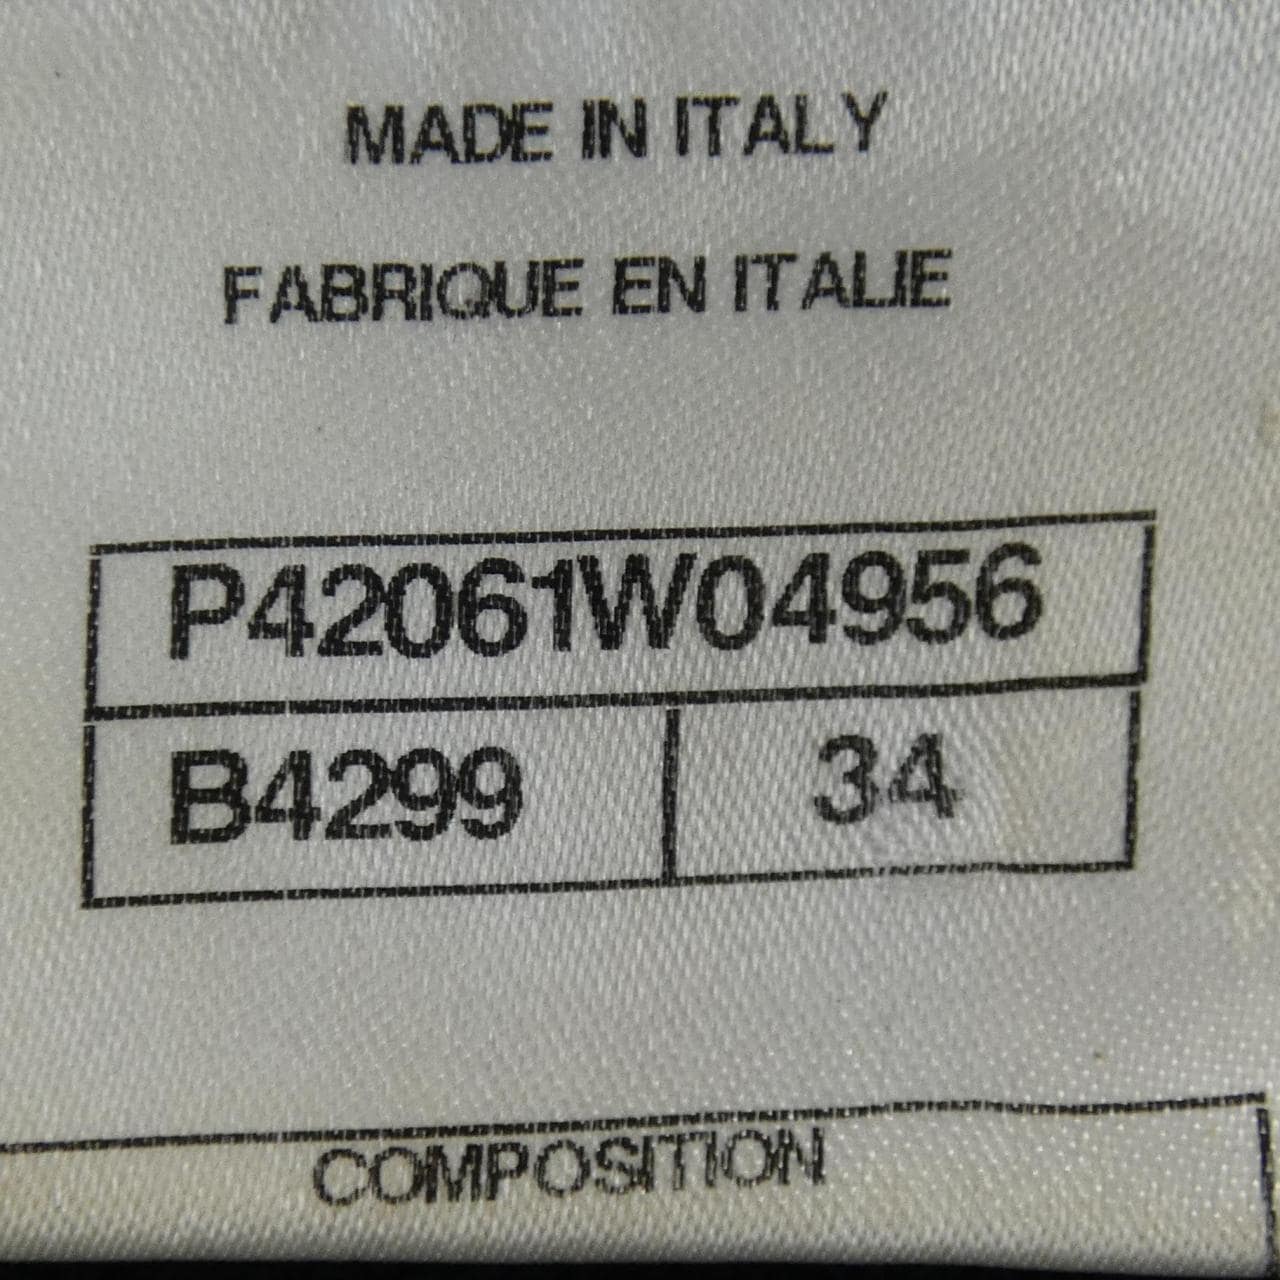 MADE IN ITALY
FABRIQUE EN ITALIE
P42061W04956
B4299 34
COMPOSITION